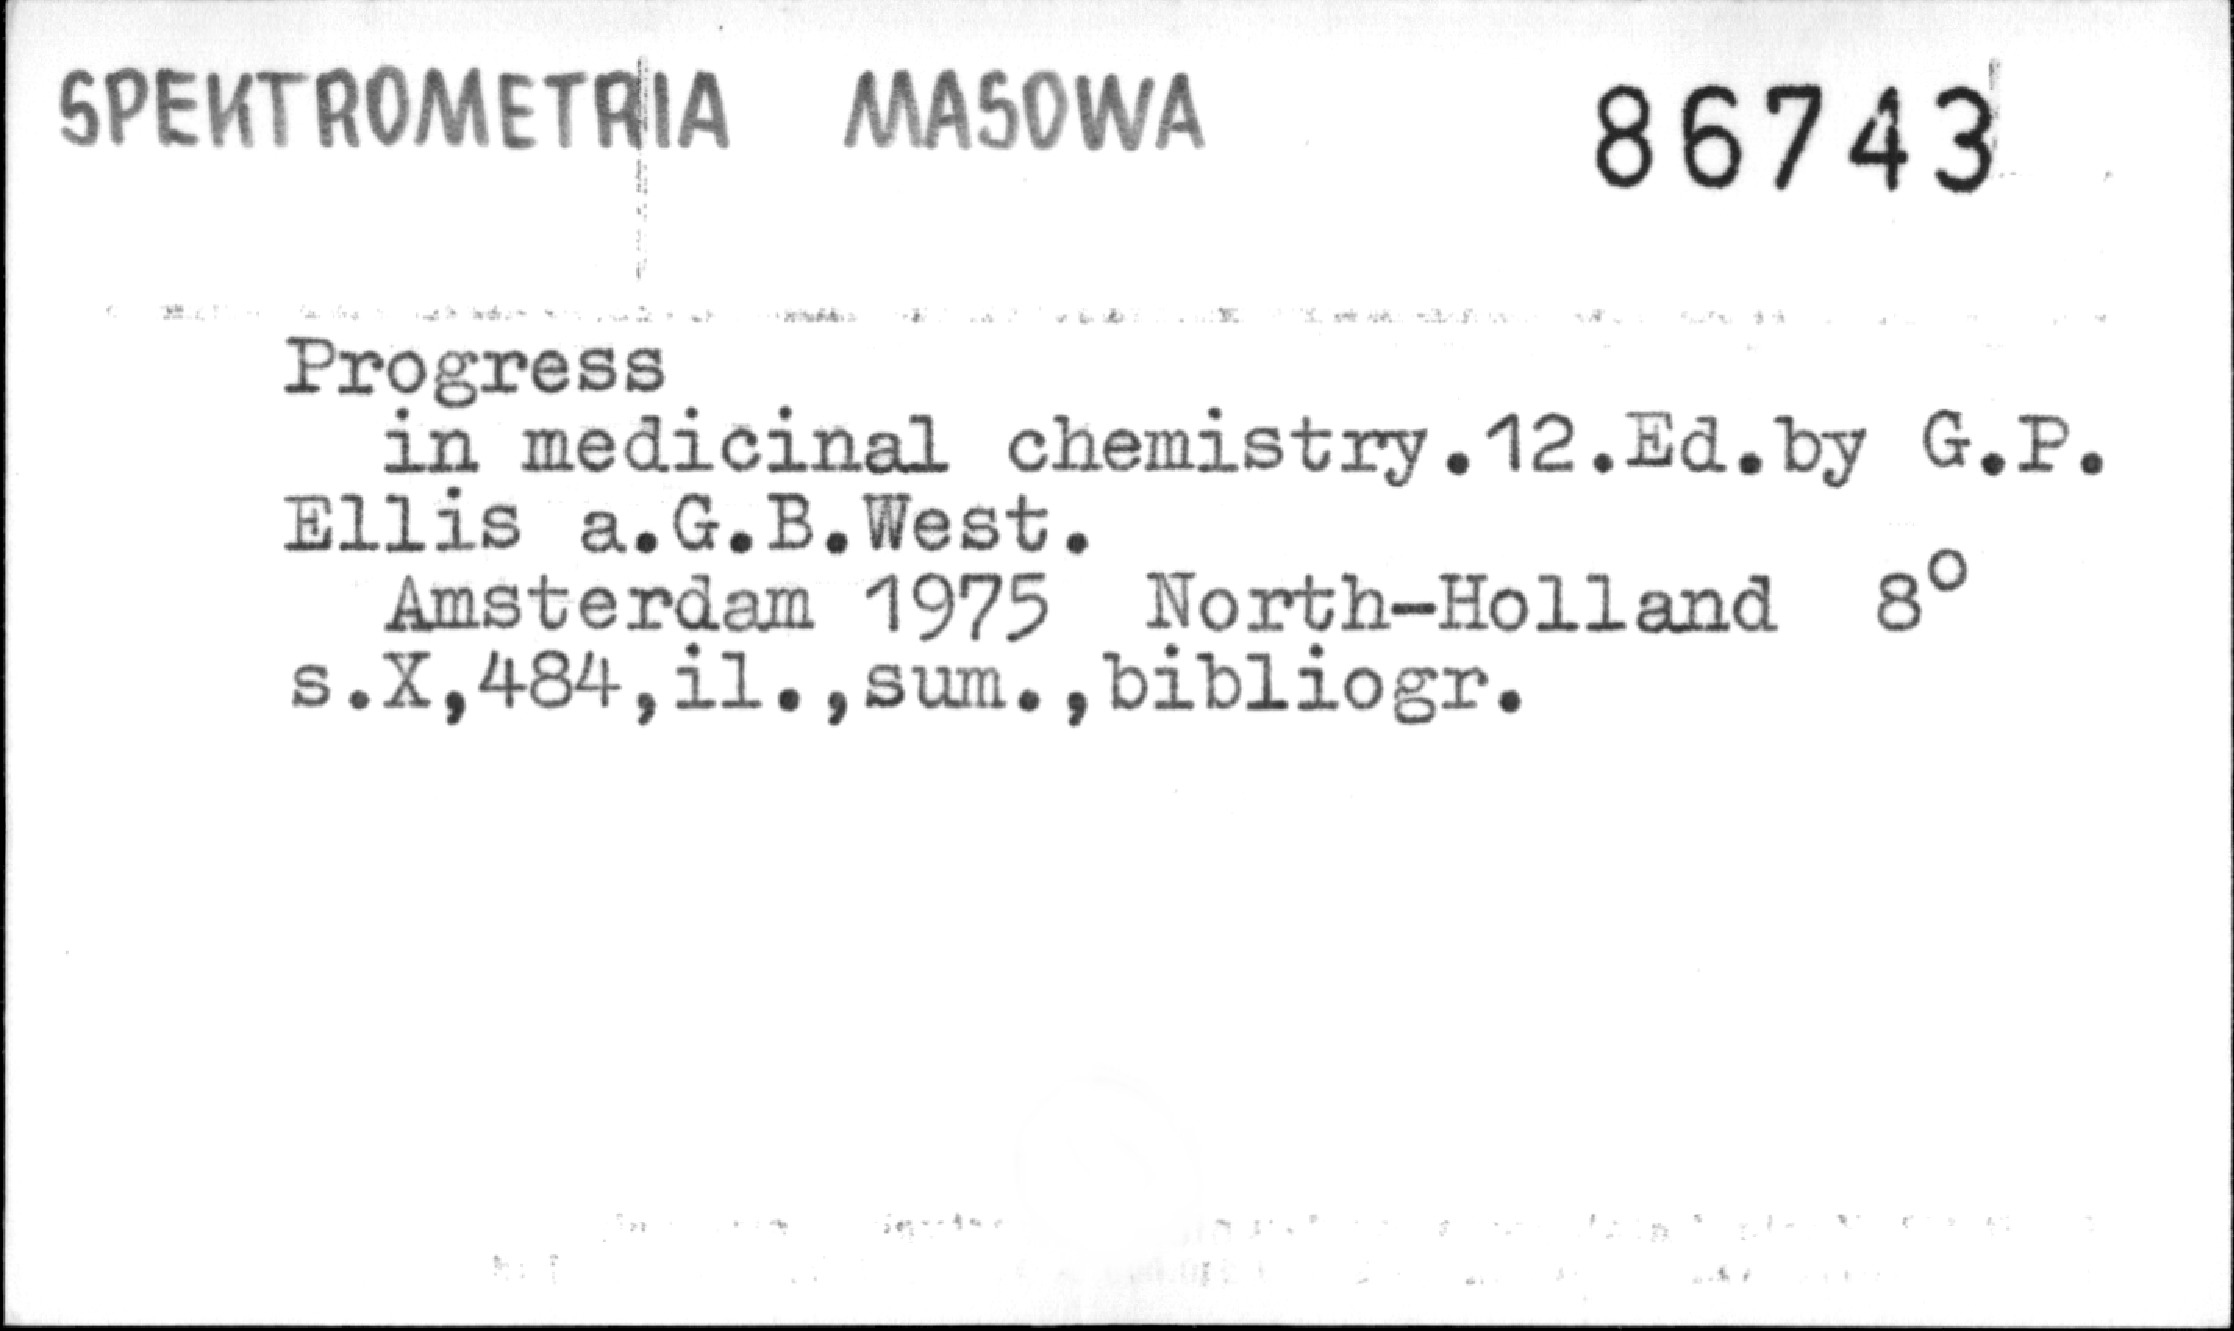 SPEKTROMETRIA MASOWA 86743
Progress
in medicinal chemistry.12.Ed.by G.P.
Ellis a.G.B.West.
Amsterdam 1975 North-Holland 8°
s.X,484,il.,sum.,bibliogr.